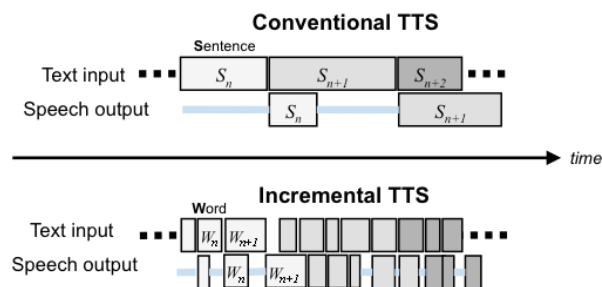 Conventional TTS
Sentence
Text input ... Sn Sn+1 Sn+2 ...
Speech output Sn Sn+1
time
Incremental TTS
Word
Text input ... Wn Wn+1 ...
Speech output Wn Wn+1